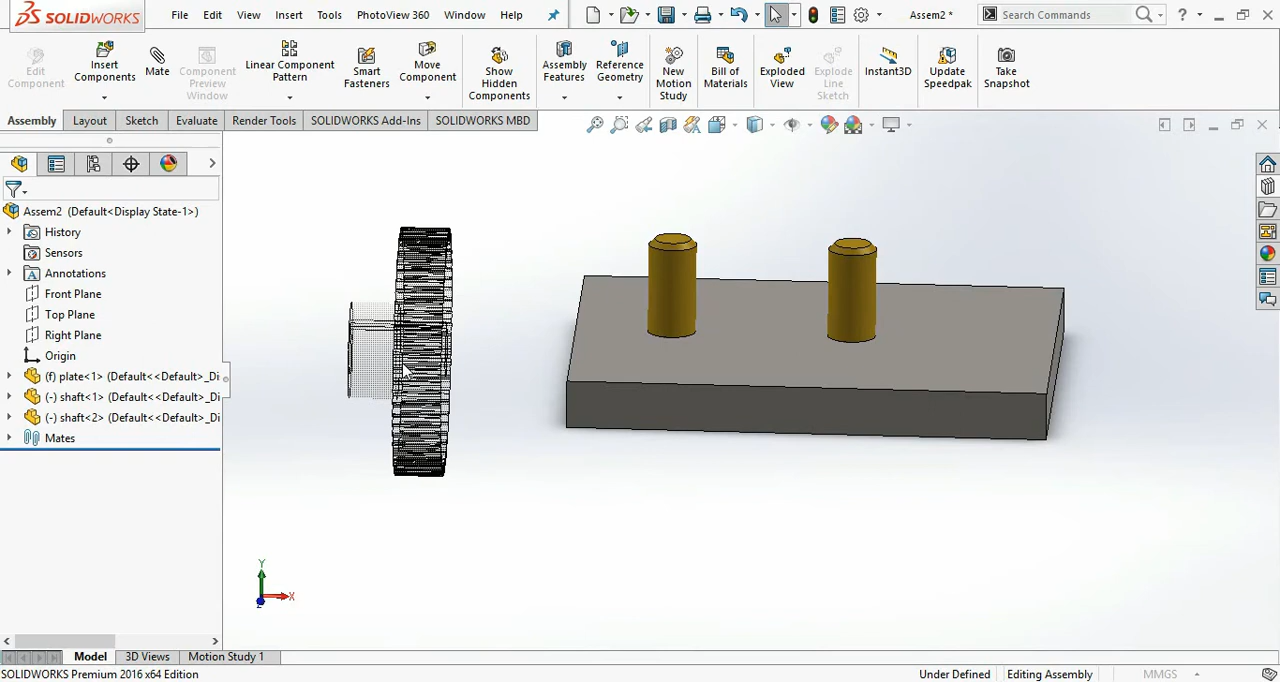 SOLIDWORKS File Edit View Insert Tools PhotoView 360 Window Help Assem2 * Search Commands ?
Edit Component
Insert Components
Mate
Component Preview Window
Linear Component Pattern
Smart Fasteners
Move Component
Show Hidden Components
Assembly Features
Reference Geometry
New Motion Study
Bill of Materials
Exploded View
Explode Line Sketch
Instant3D
Update Speedpak
Take Snapshot
Assembly Layout Sketch Evaluate Render Tools SOLIDWORKS Add-Ins SOLIDWORKS MBD
Assem2 (Default<Display State-1>)
History
Sensors
A Annotations
Front Plane
Top Plane
Right Plane
Origin
(f) plate<1> (Default<<Default>_Di
(-) shaft<1> (Default<<Default>_Di
(-) shaft<2> (Default<<Default>_Di
Mates
Y
X
Z
Model 3D Views Motion Study 1
SOLIDWORKS Premium 2016 x64 Edition Under Defined Editing Assembly MMGS